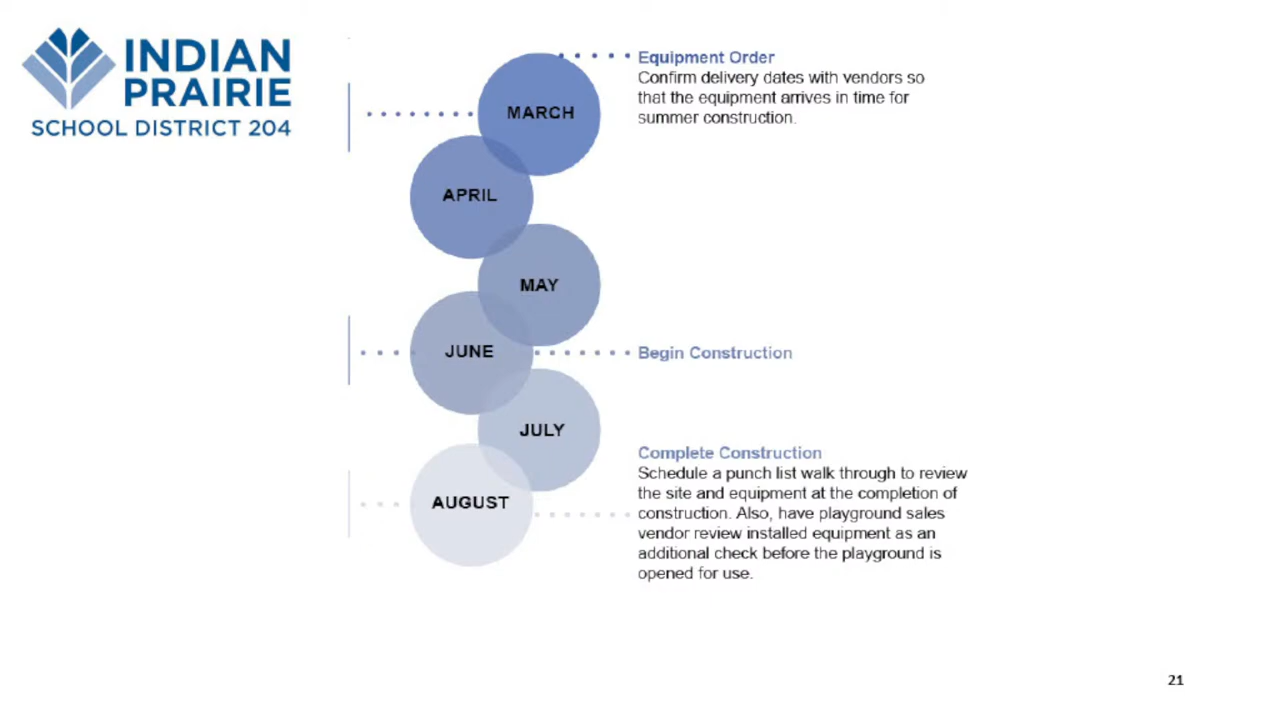 INDIAN
PRAIRIE
SCHOOL DISTRICT 204
MARCH
Equipment Order
Confirm delivery dates with vendors so
that the equipment arrives in time for
summer construction.
APRIL
MAY
JUNE
Begin Construction
JULY
AUGUST
Complete Construction
Schedule a punch list walk through to review
the site and equipment at the completion of
construction. Also, have playground sales
vendor review installed equipment as an
additional check before the playground is
opened for use.
21